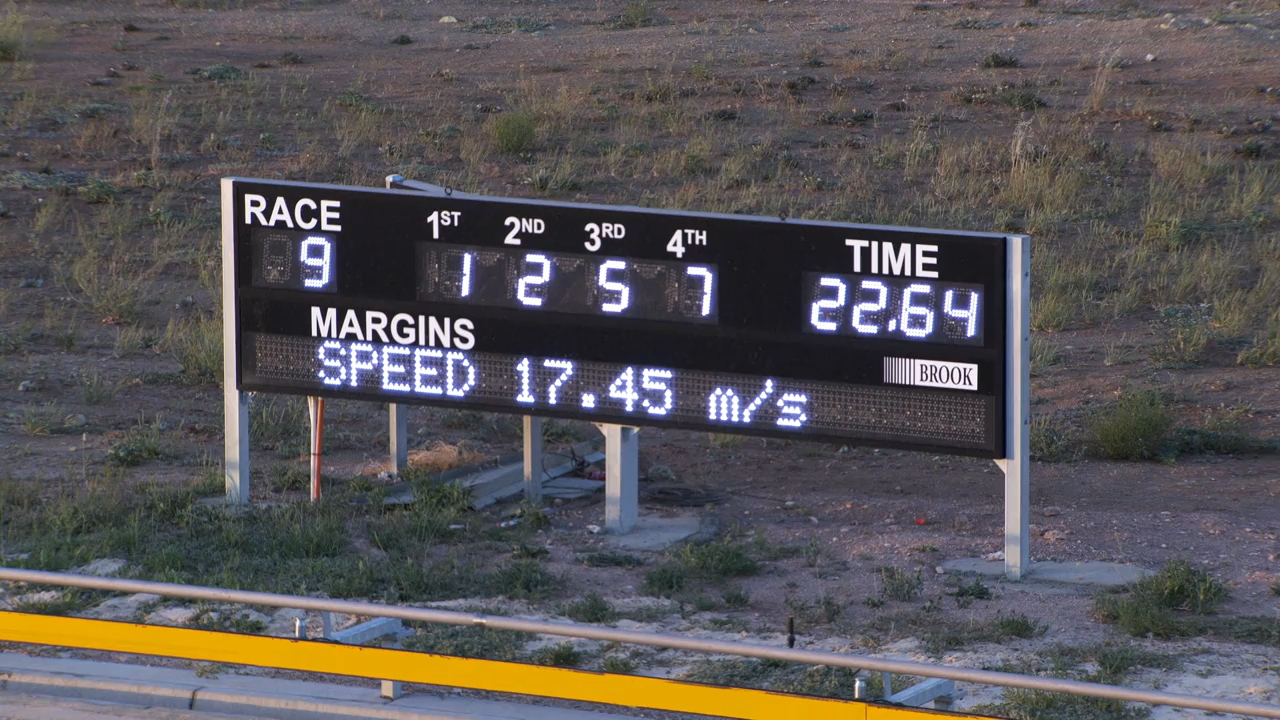 RACE 1ST 2ND 3RD 4TH TIME
9 1 2 5 7 22.64
MARGINS
BROOK
SPEED 17.45 m/s